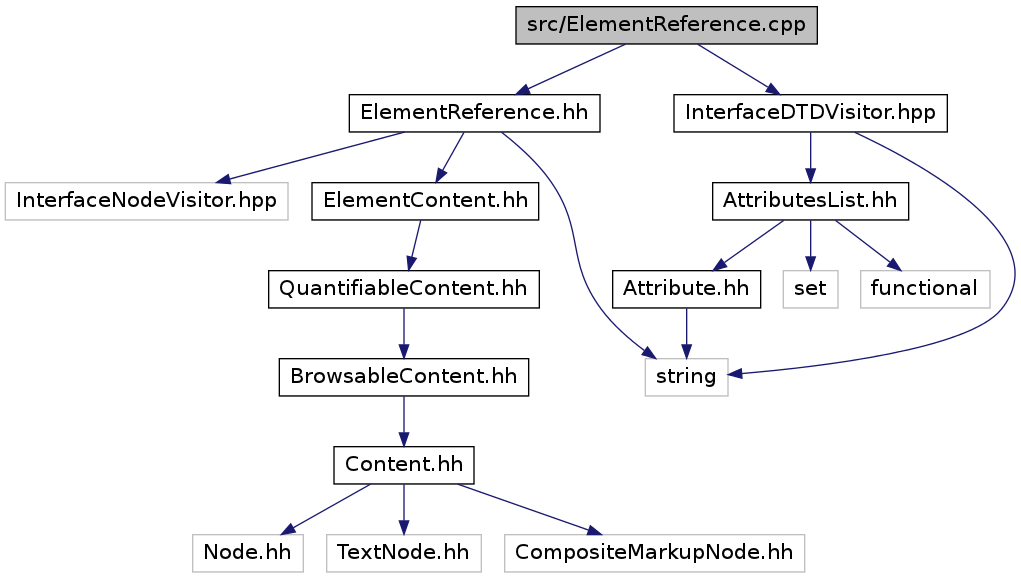 src/ElementReference.cpp
ElementReference.hh
InterfaceDTDVisitor.hpp
InterfaceNodeVisitor.hpp
ElementContent.hh
AttributesList.hh
QuantifiableContent.hh
Attribute.hh
set
functional
BrowsableContent.hh
string
Content.hh
Node.hh
TextNode.hh
CompositeMarkupNode.hh